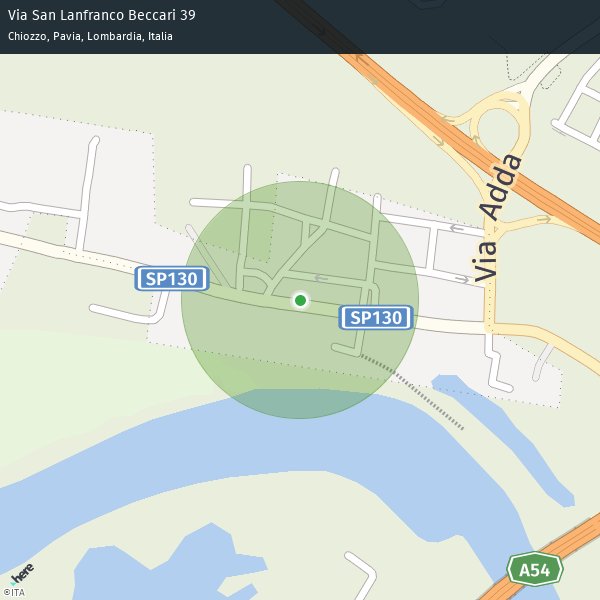 Via San Lanfranco Beccari 39
Chiozzo, Pavia, Lombardia, Italia
Via Adda
SP130
SP130
A54
here
©ITA